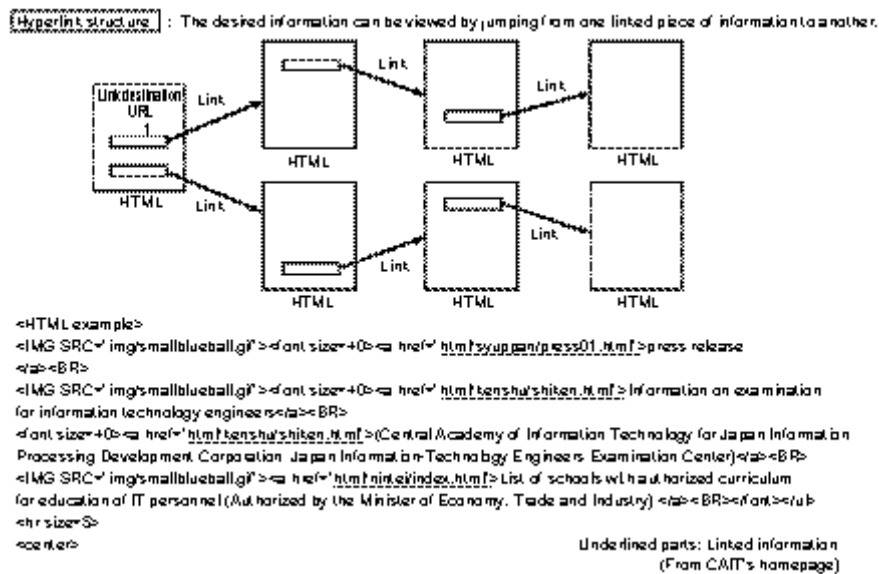 Hyperlink structure : The desired information can be viewed by jumping from one linked piece of information to another.
Link destination
URL
1
Link
Link
Link
HTML
HTML
HTML
HTML
Link
Link
Link
HTML
HTML
HTML
<HTML example>
<IMG SRC=" img/smallblueball.gif"><font size=+0><a href=" html/syuppan/press01.html">press release
</a><BR>
<IMG SRC=" img/smallblueball.gif"><font size=+0><a href=" html/kenshu/shiken.html">Information on examination
for information technology engineers</a><BR>
<font size=+0><a href="html/kenshu/shiken.html">(Central Academy of Information Technology for Japan Information
Processing Development Corporation Japan Information-Technology Engineers Examination Center)</a><BR>
<IMG SRC=" img/smallblueball.gif"><a href="html/nintei/index.html">List of schools with authorized curriculum
for education of IT personnel (Authorized by the Minister of Economy, Trade and Industry) </a><BR></font></ul>
<hr size=5>
<center>
Underlined parts: Linked information
(From CAIT's homepage)